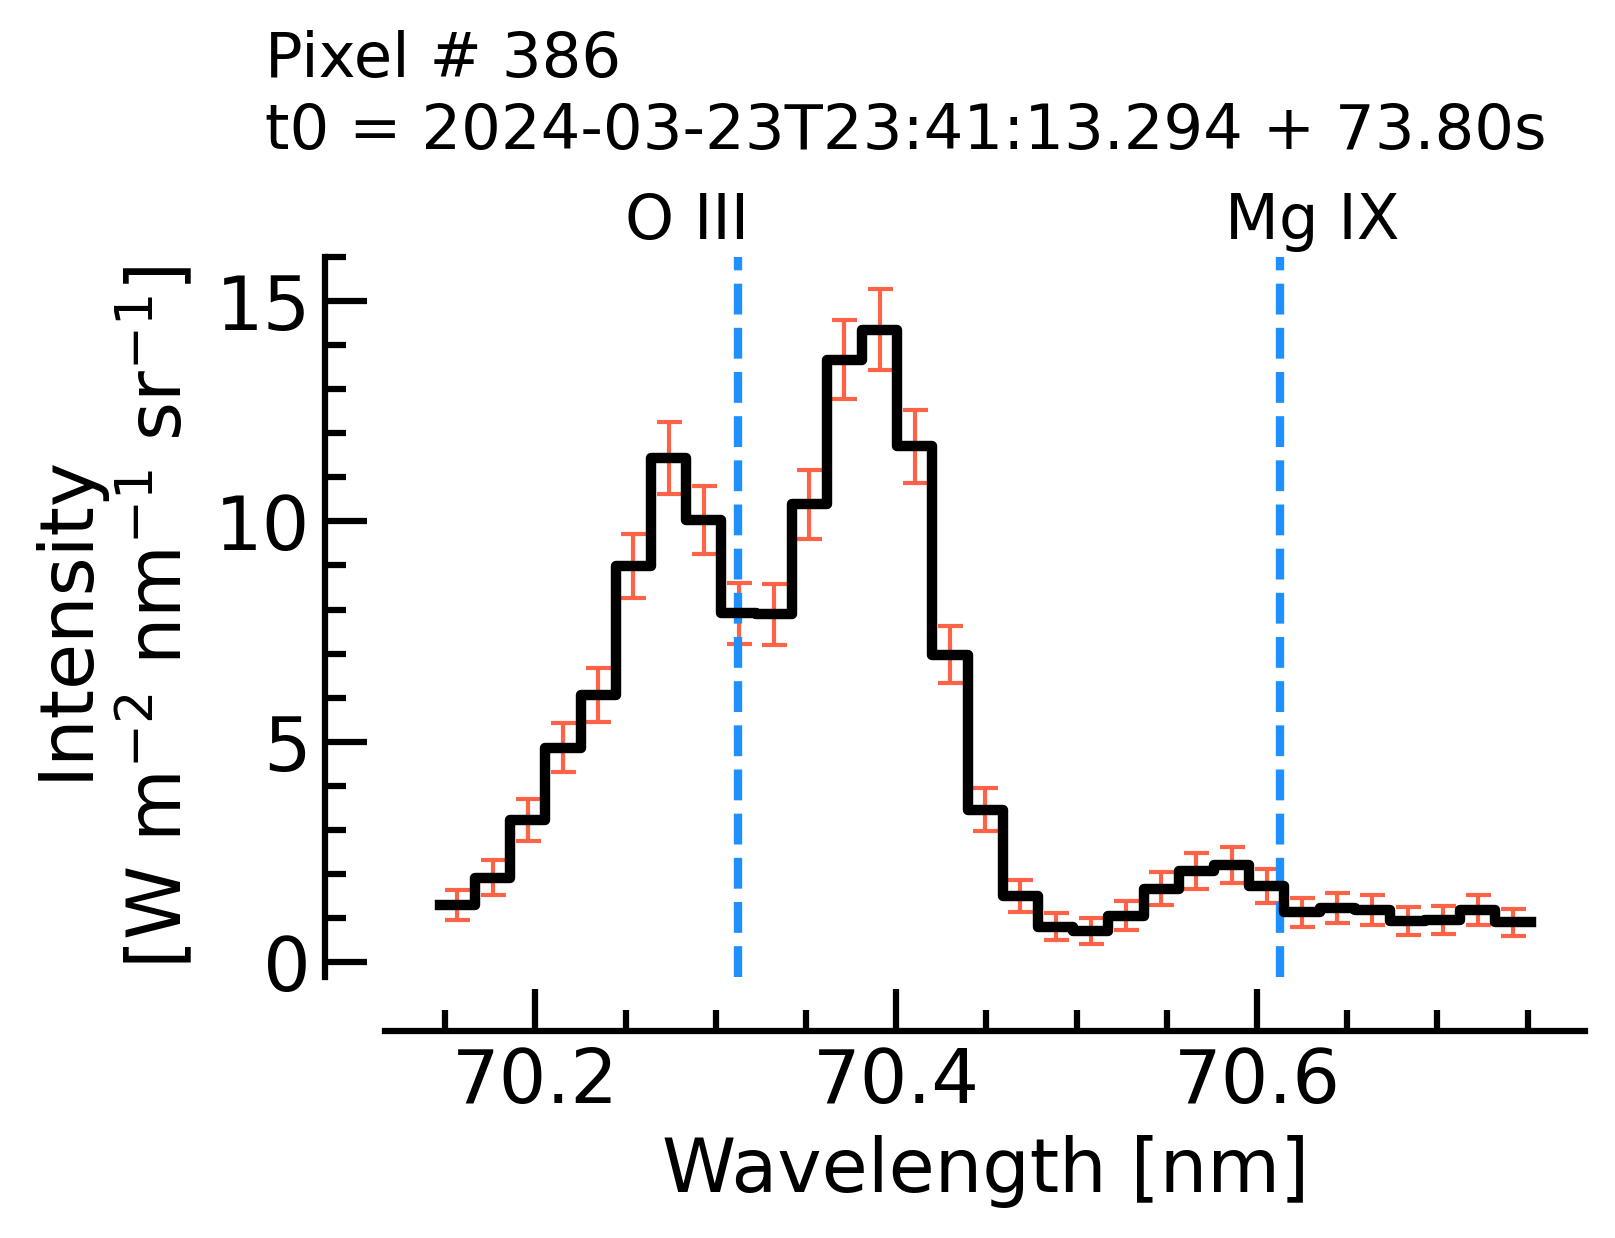 Pixel # 386
t0 = 2024-03-23T23:41:13.294 + 73.80s
O III
Mg IX
Intensity
[W m⁻² nm⁻¹ sr⁻¹]
15
10
5
0
70.2
70.4
70.6
Wavelength [nm]